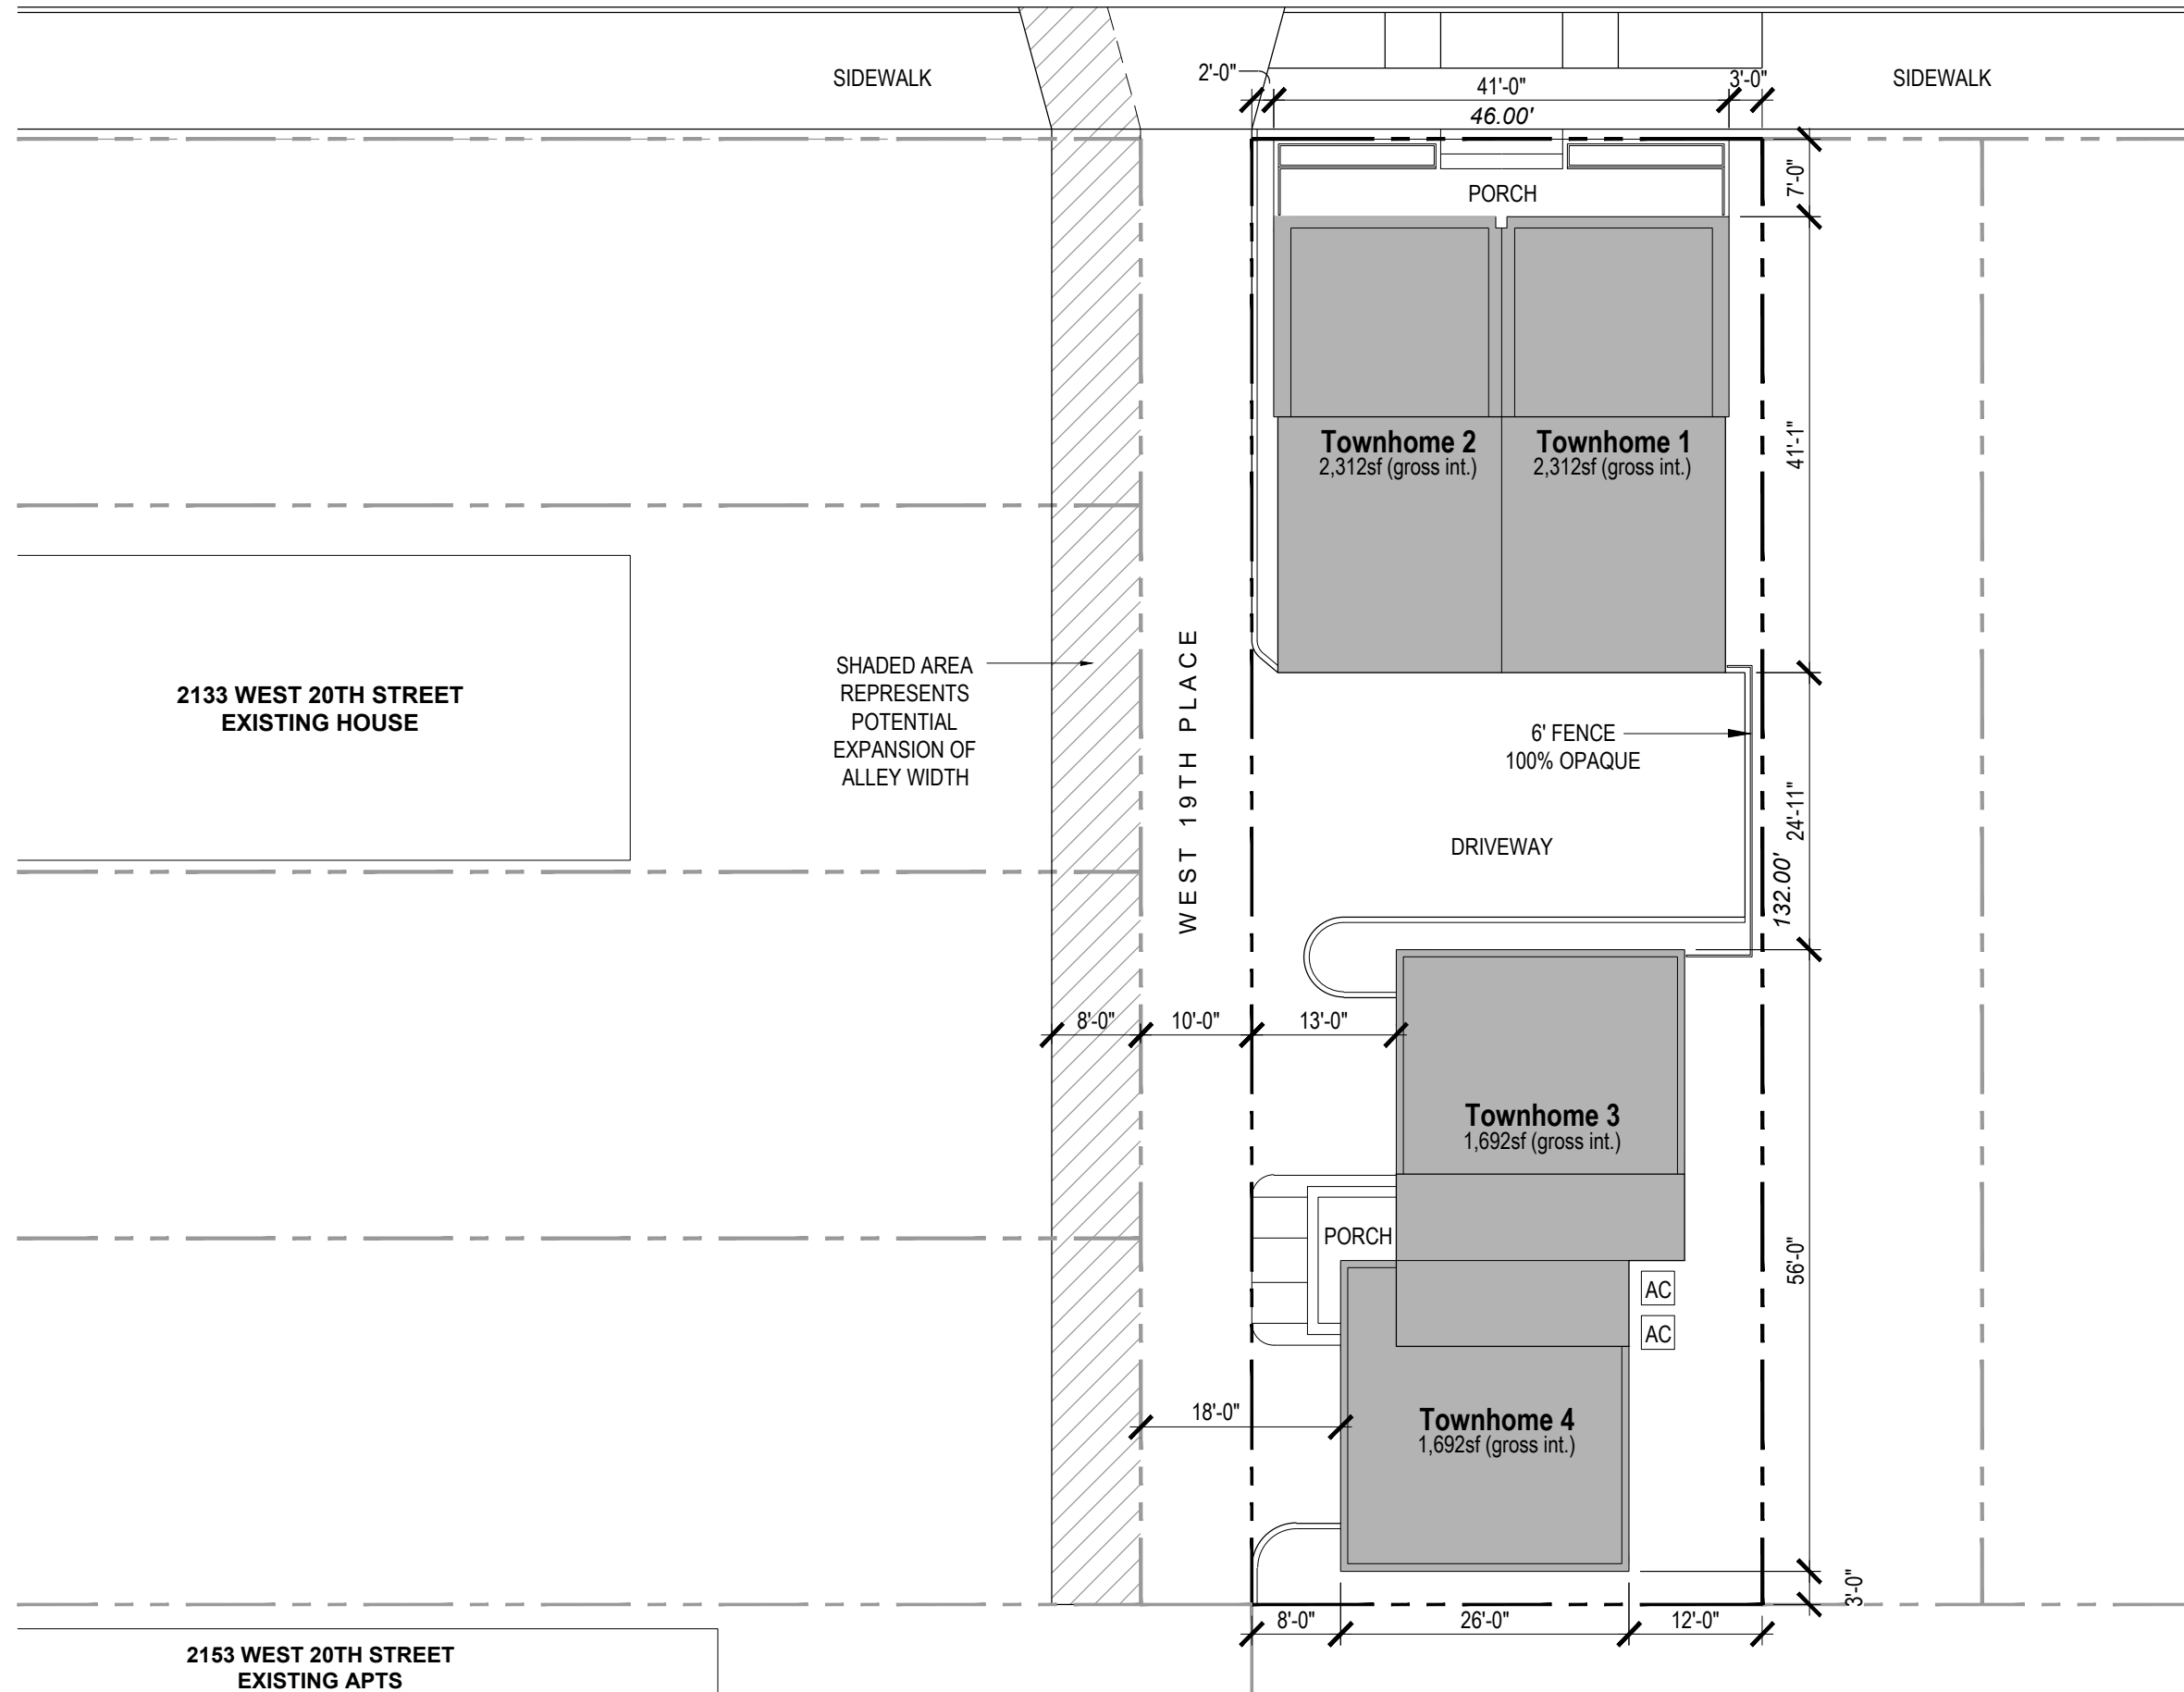 SIDEWALK
2'-0"
41'-0"
3'-0"
SIDEWALK
46.00'
7'-0"
PORCH
Townhome 2
2,312sf (gross int.)
Townhome 1
2,312sf (gross int.)
41'-1"
2133 WEST 20TH STREET
EXISTING HOUSE
SHADED AREA
REPRESENTS
POTENTIAL
EXPANSION OF
ALLEY WIDTH
WEST 19TH PLACE
6' FENCE
100% OPAQUE
24'-11"
DRIVEWAY
132.00'
8'-0"
10'-0"
13'-0"
Townhome 3
1,692sf (gross int.)
PORCH
56'-0"
AC
AC
18'-0"
Townhome 4
1,692sf (gross int.)
3'-0"
8'-0"
26'-0"
12'-0"
2153 WEST 20TH STREET
EXISTING APTS